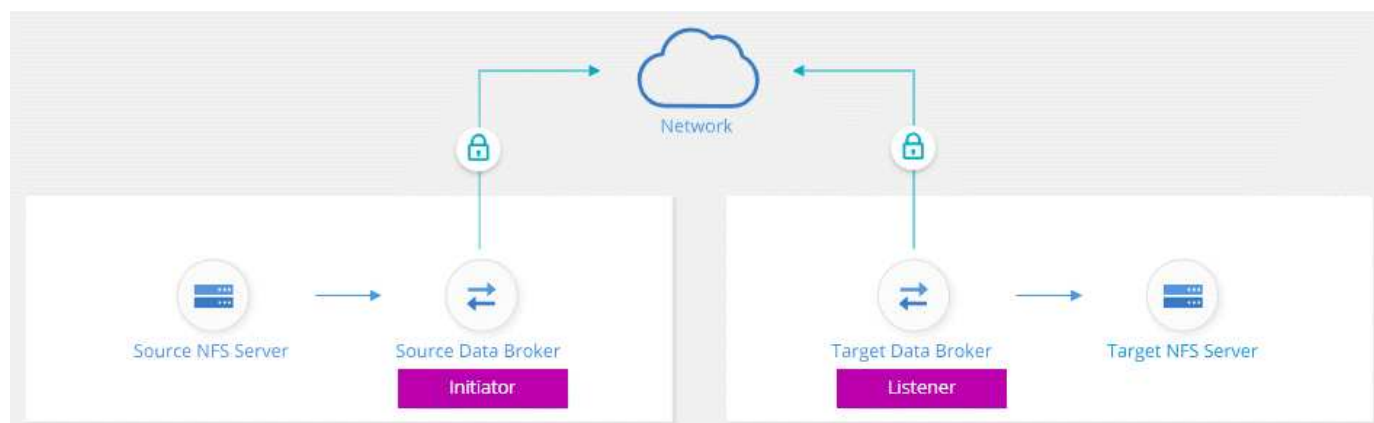 Network
Source NFS Server
Source Data Broker
Target Data Broker
Target NFS Server
Initiator
Listener